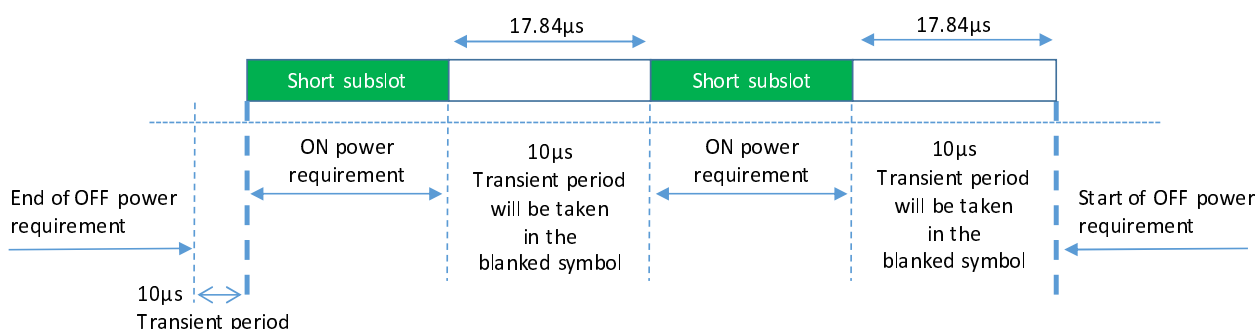 17.84µs
17.84µs
Short subslot
Short subslot
ON power
requirement
10µs
Transient period
will be taken
in the
blanked symbol
ON power
requirement
10µs
Transient period
will be taken
in the
blanked symbol
End of OFF power
requirement
Start of OFF power
requirement
10µs
Transient period